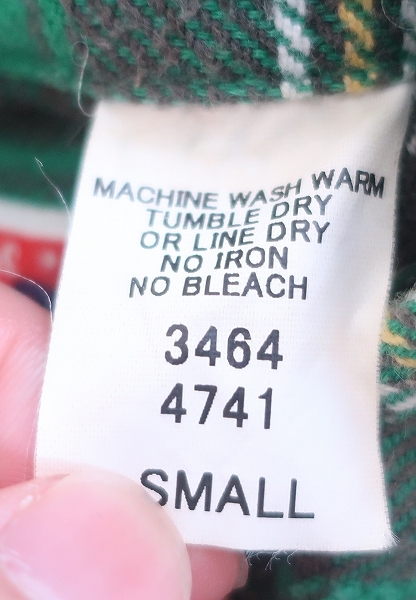 MACHINE WASH WARM
TUMBLE DRY
OR LINE DRY
NO IRON
NO BLEACH
3464
4741
SMALL